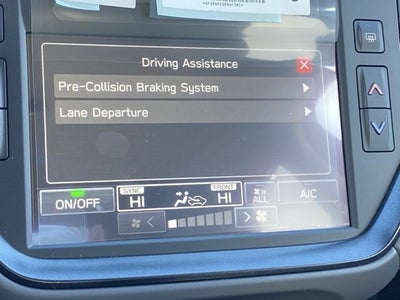 Driving Assistance
Pre-Collision Braking System
Lane Departure
ON/OFF
SYNC
HI
FRONT
HI
ALL
A/C